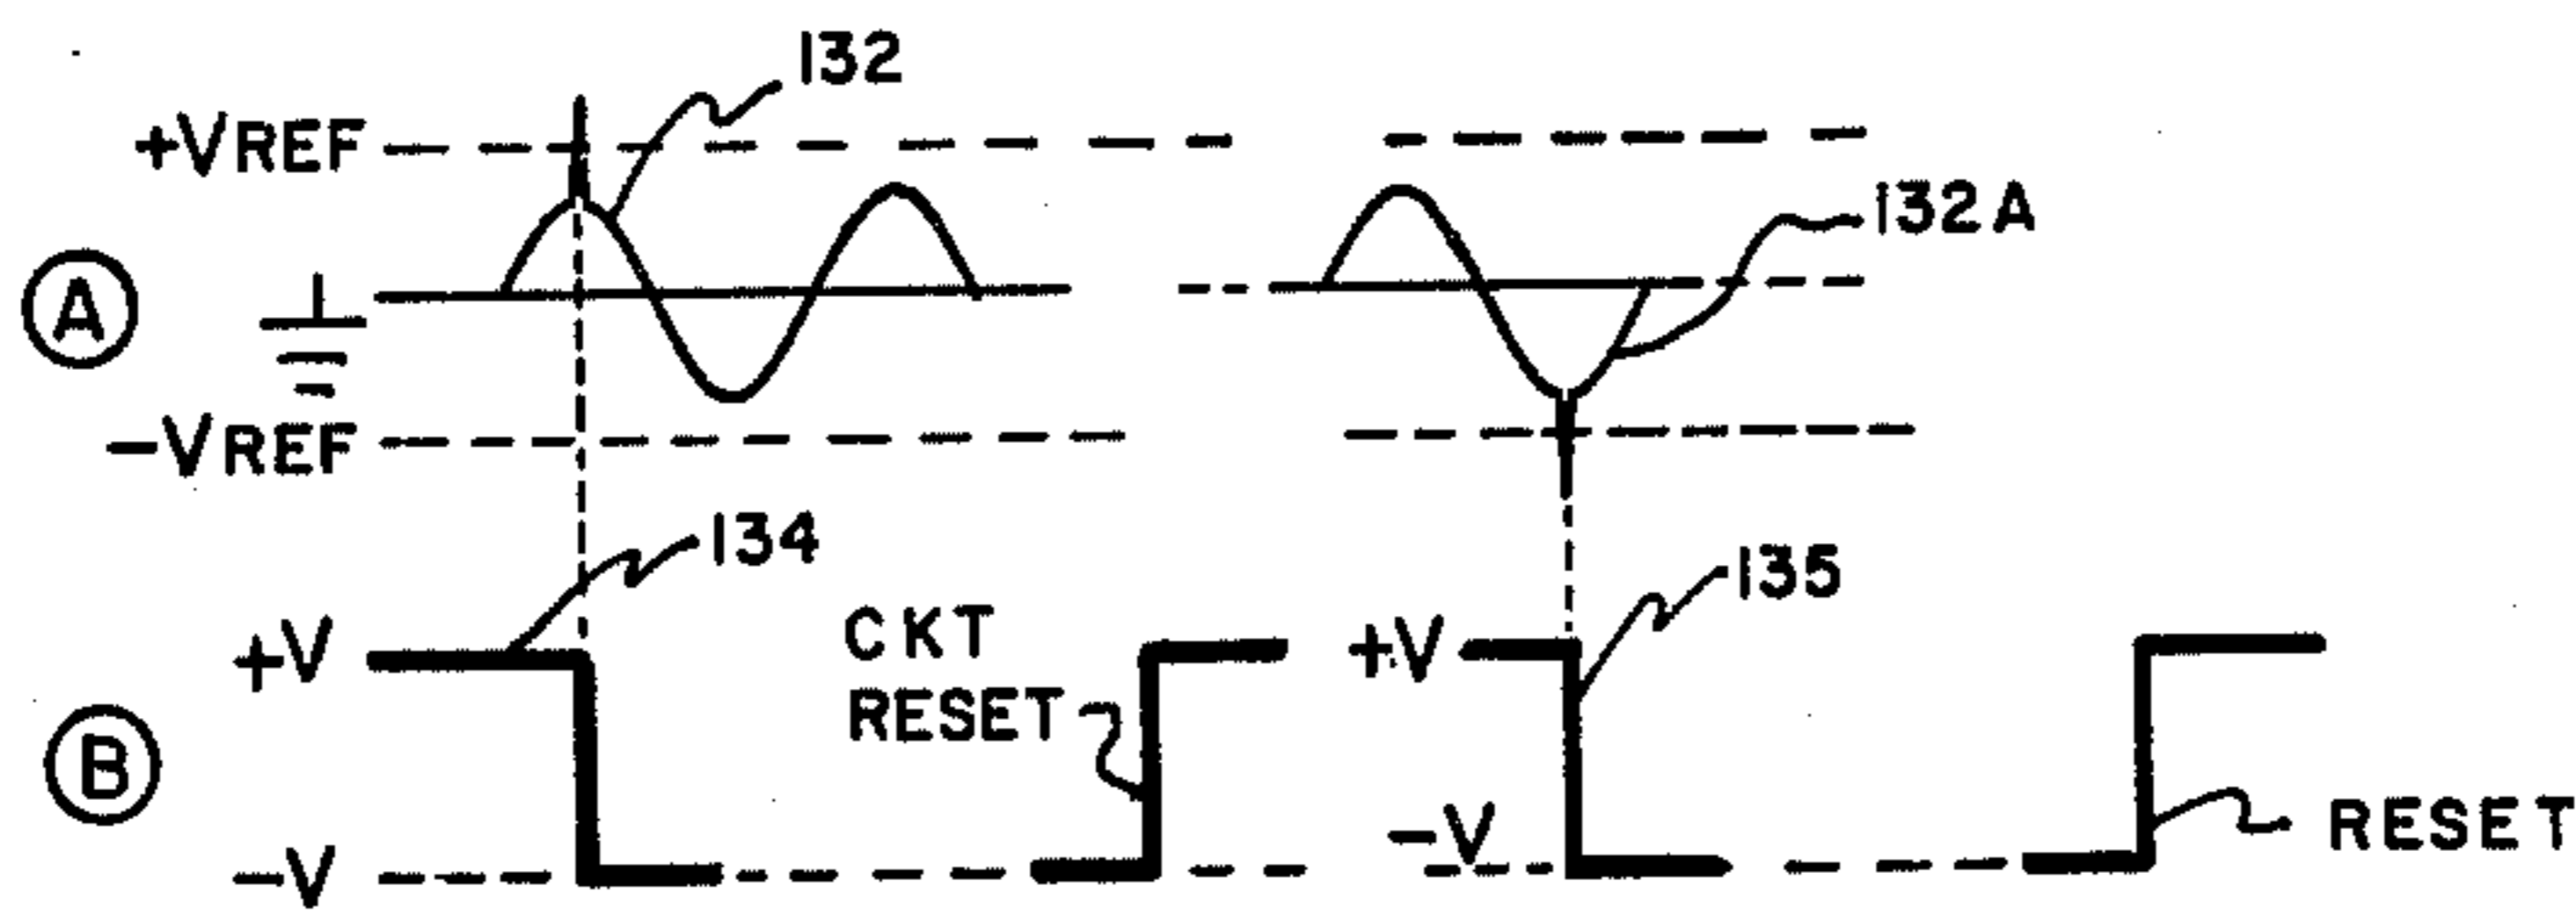 132
+VREF
132A
A
-VREF
134
135
+V
CKT
RESET
+V
B
-V
-V
RESET